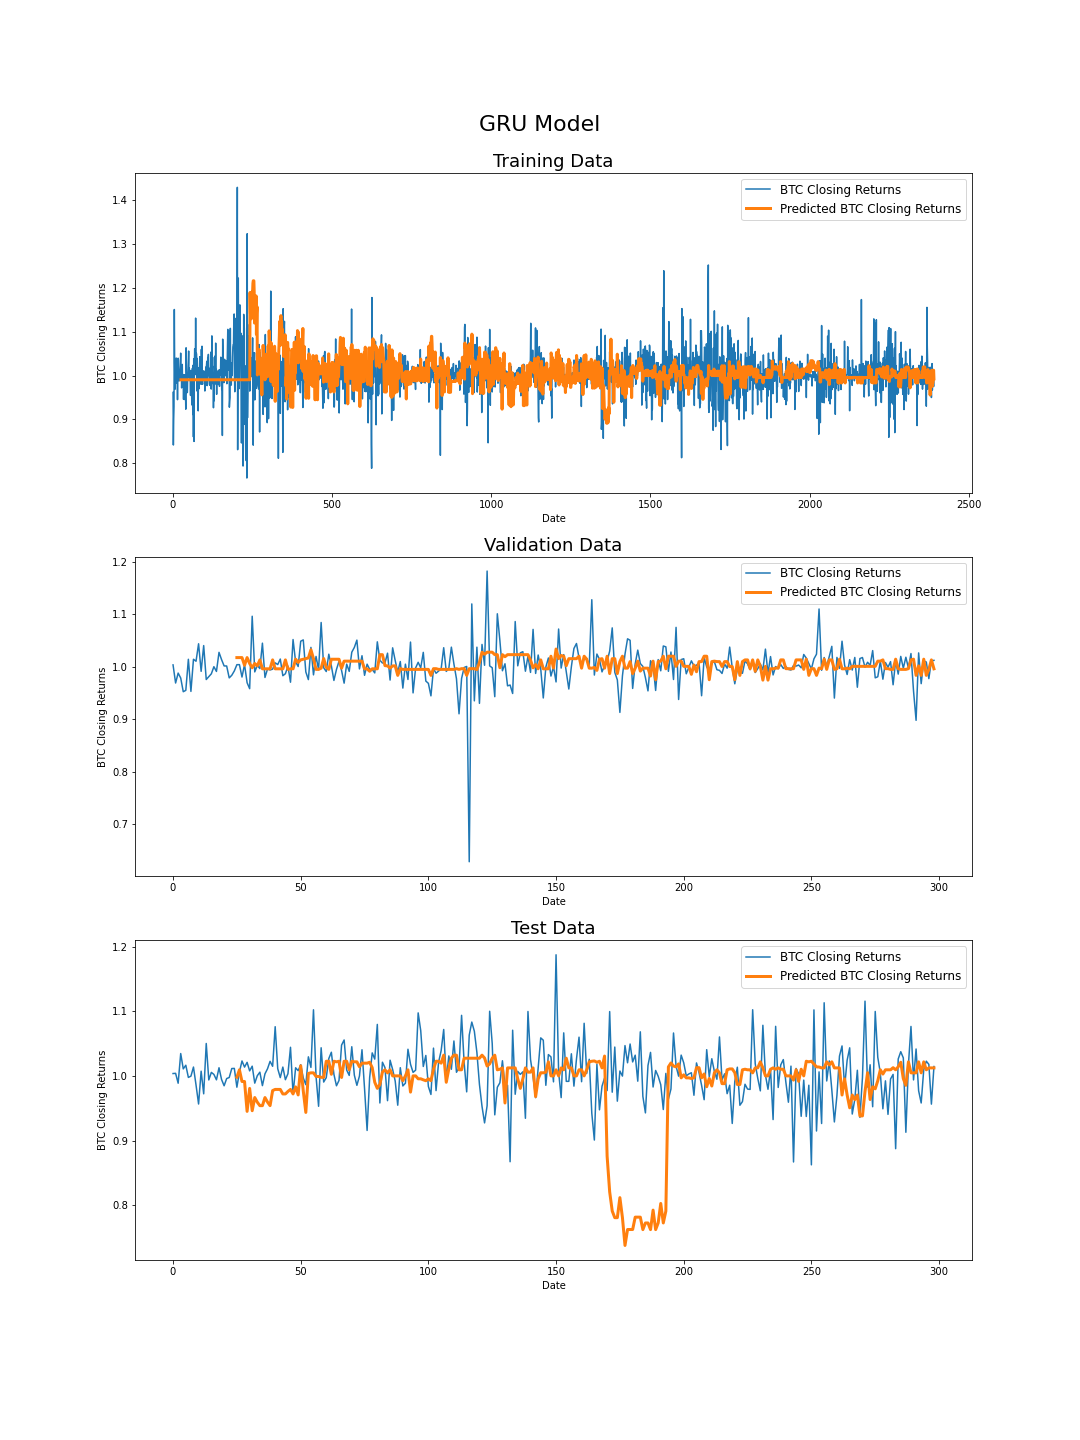 GRU Model
Training Data
BTC Closing Returns
Predicted BTC Closing Returns
BTC Closing Returns
1.4
1.3
1.2
1.1
1.0
0.9
0.8
0 500 1000 1500 2000 2500
Date
Validation Data
BTC Closing Returns
Predicted BTC Closing Returns
BTC Closing Returns
1.2
1.1
1.0
0.9
0.8
0.7
0 50 100 150 200 250 300
Date
Test Data
BTC Closing Returns
Predicted BTC Closing Returns
BTC Closing Returns
1.2
1.1
1.0
0.9
0.8
0 50 100 150 200 250 300
Date